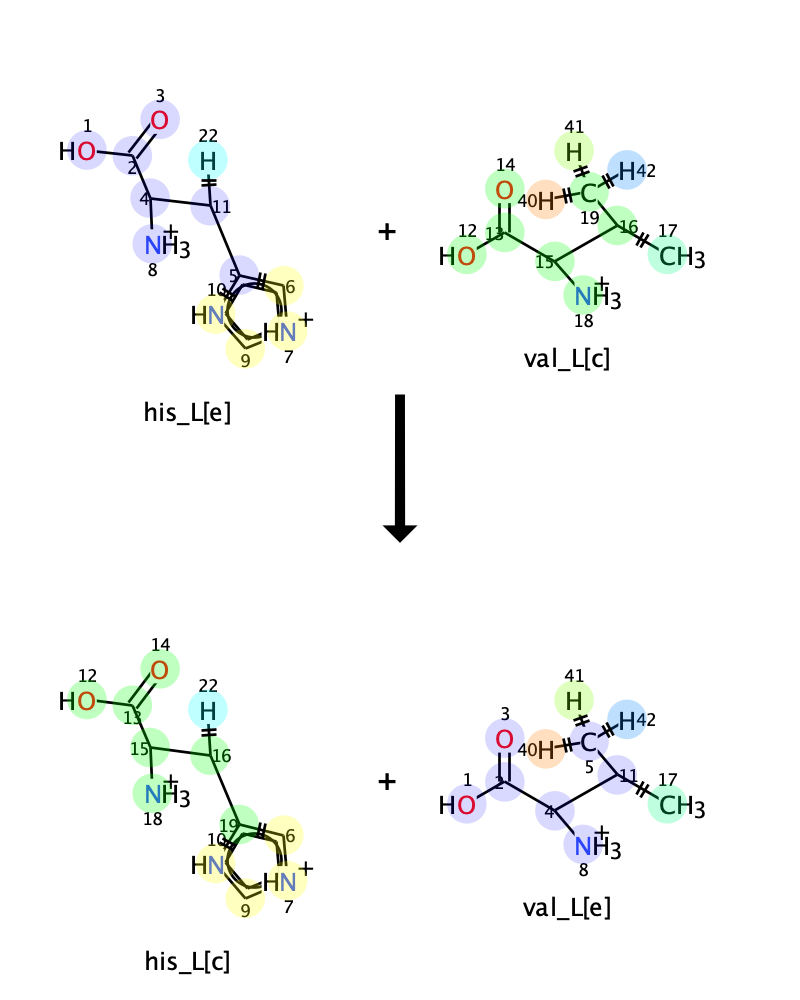 3
1
HO
O
22
H
2
4
11
+
NH3
8
5
10
6
HN
HN
+
9
7
his_L[e]
+
41
H
14
O
H
42
40
H
C
12
13
19
16
17
HO
15
CH3
+
NH3
18
val_L[c]
14
12
HO
O
22
H
13
15
16
+
NH3
18
19
10
6
HN
HN
+
9
7
his_L[c]
+
41
H
3
O
H
42
40
H
C
1
2
5
11
17
HO
4
CH3
+
NH3
8
val_L[e]